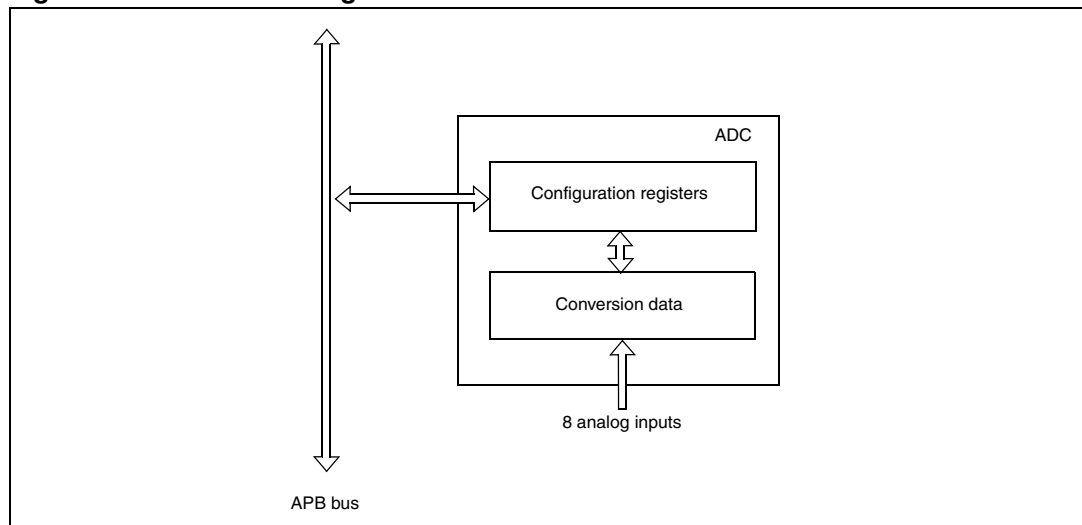 ADC
Configuration registers
Conversion data
8 analog inputs
APB bus